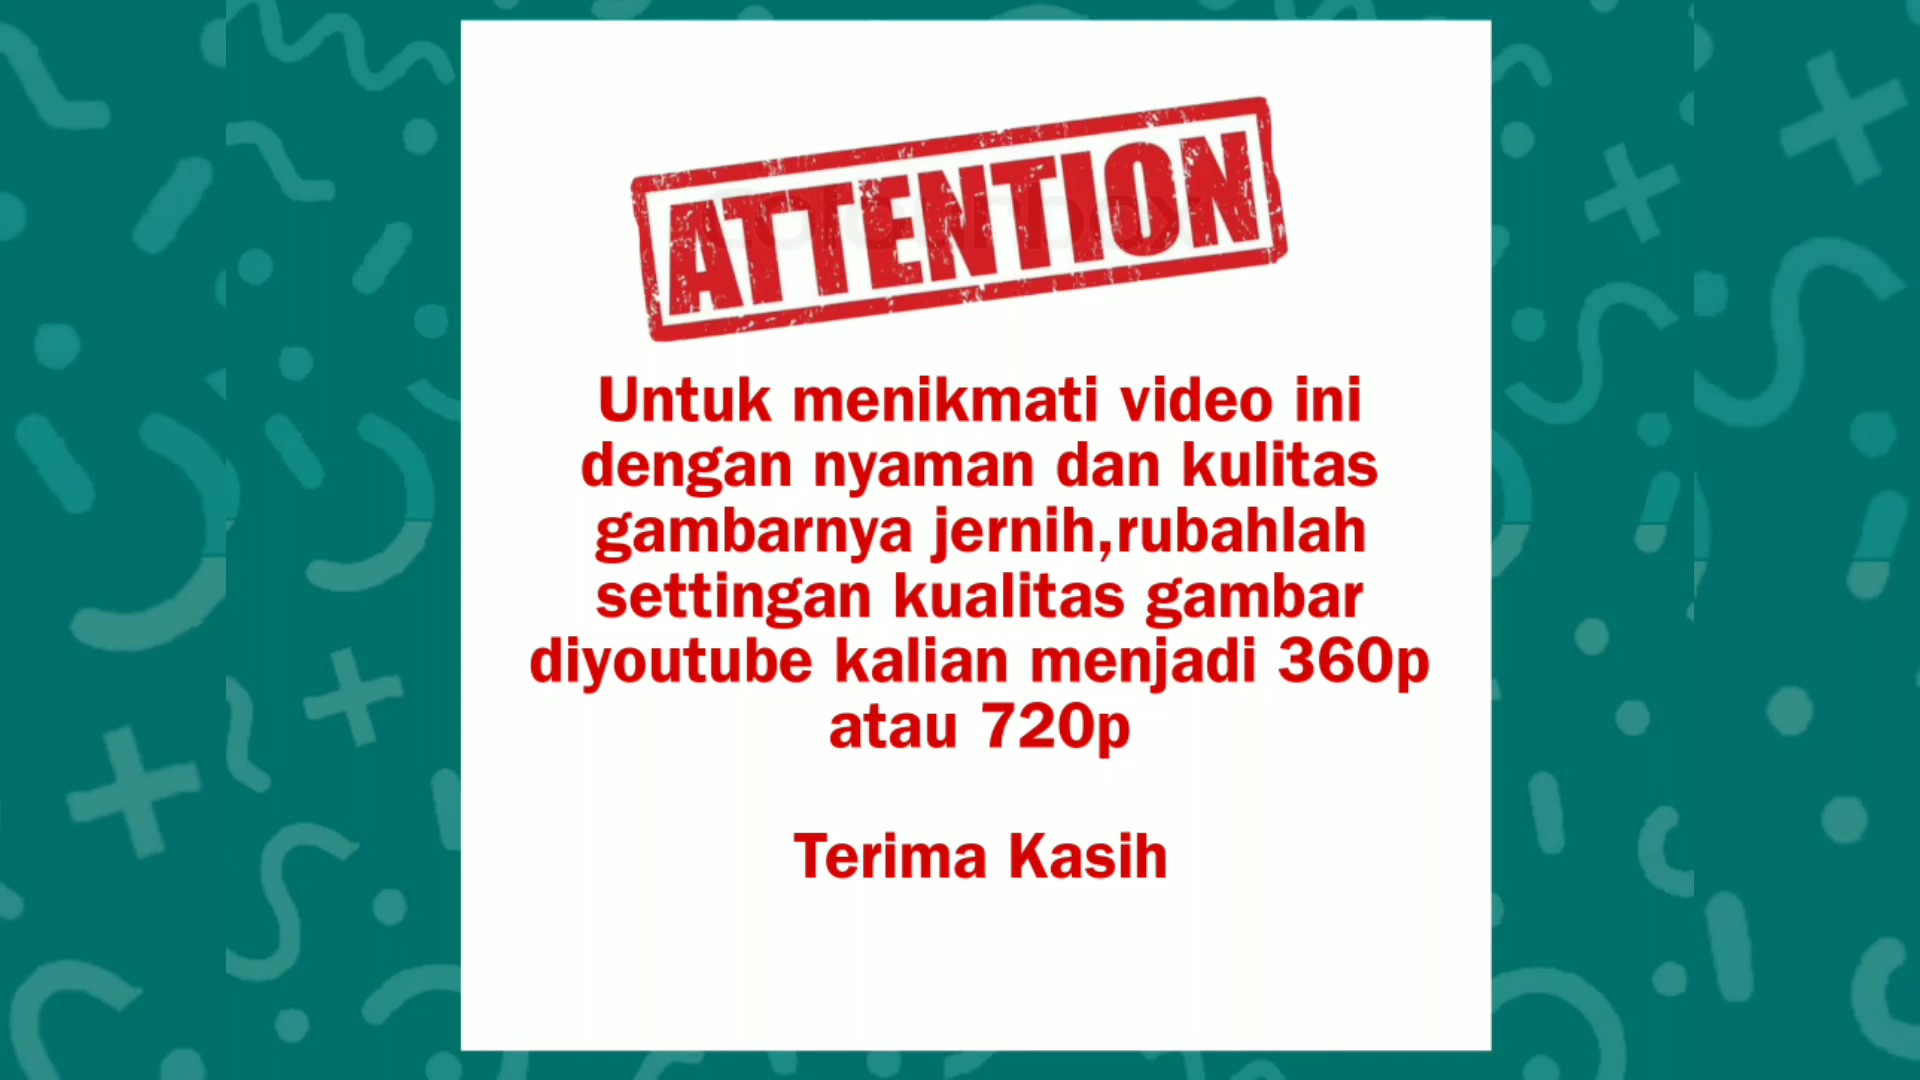 ATTENTION
Untuk menikmati video ini
dengan nyaman dan kulitas
gambarnya jernih,rubahlah
settingan kualitas gambar
diyoutube kalian menjadi 360p
atau 720p
Terima Kasih